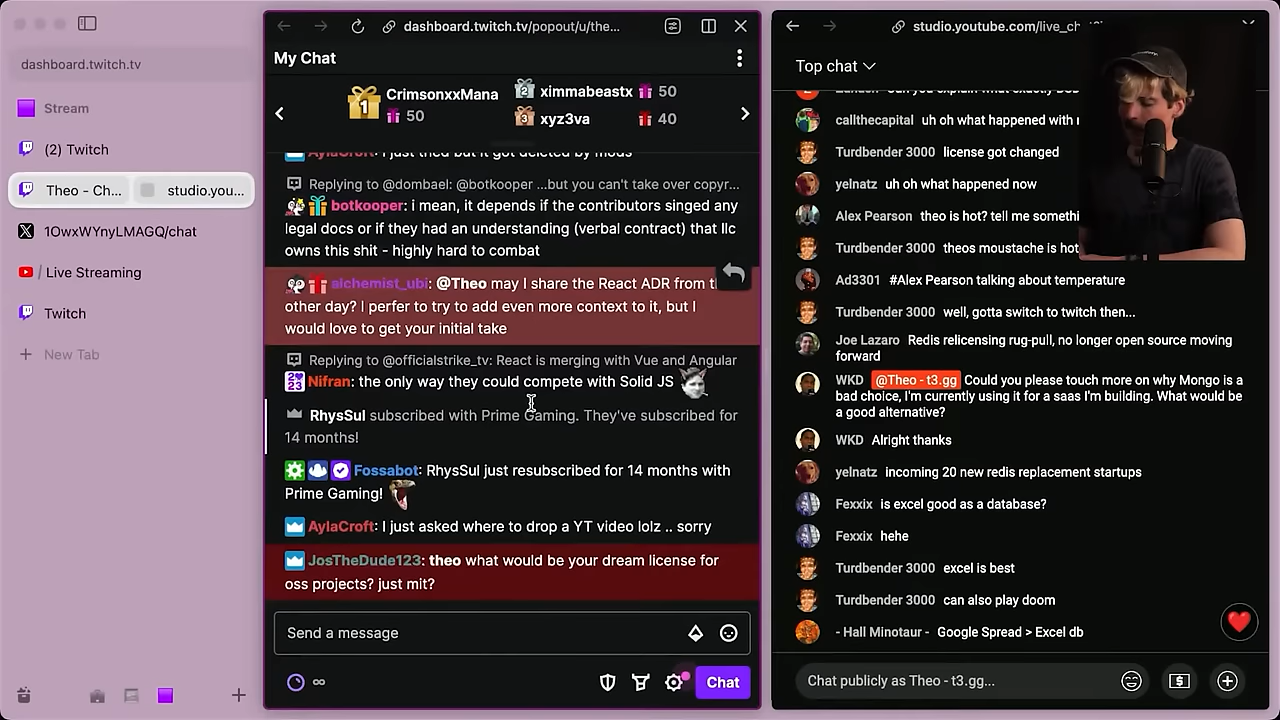 dashboard.twitch.tv
Stream
(2) Twitch
Theo - Ch...
studio.you...
1OwxWYnyLMAGQ/chat
/ Live Streaming
Twitch
New Tab
dashboard.twitch.tv/popout/u/the...
My Chat
1
CrimsonxxMana
50
2
ximmabeastx
50
3
xyz3va
40
AylaCroft: I just tried but it got deleted by mods
Replying to @dombael: @botkooper ...but you can't take over copyr...
botkooper: i mean, it depends if the contributors singed any
legal docs or if they had an understanding (verbal contract) that llc
owns this shit - highly hard to combat
aichemist_ubi: @Theo may I share the React ADR from
other day? I perfer to try to add even more context to it, but I
would love to get your initial take
Replying to @officialstrike_tv: React is merging with Vue and Angular
Nifran: the only way they could compete with Solid JS
RhysSul subscribed with Prime Gaming. They've subscribed for
14 months!
Fossabot: RhysSul just resubscribed for 14 months with
Prime Gaming!
AylaCroft: I just asked where to drop a YT video lolz .. sorry
JosTheDude123: theo what would be your dream license for
oss projects? just mit?
Send a message
Chat
studio.youtube.com/live_ch
Top chat
callthecapital uh oh what happened with
Turdbender 3000 license got changed
yelnatz uh oh what happened now
Alex Pearson theo is hot? tell me somethi
Turdbender 3000 theos moustache is hot
Ad3301 #Alex Pearson talking about temperature
Turdbender 3000 well, gotta switch to twitch then...
Joe Lazaro Redis relicensing rug-pull, no longer open source moving
forward
WKD @Theo - t3.gg Could you please touch more on why Mongo is a
bad choice, I'm currently using it for a saas I'm building. What would be
a good alternative?
WKD Alright thanks
yelnatz incoming 20 new redis replacement startups
Fexxix is excel good as a database?
Fexxix hehe
Turdbender 3000 excel is best
Turdbender 3000 can also play doom
- Hall Minotaur - Google Spread > Excel db
Chat publicly as Theo - t3.gg...